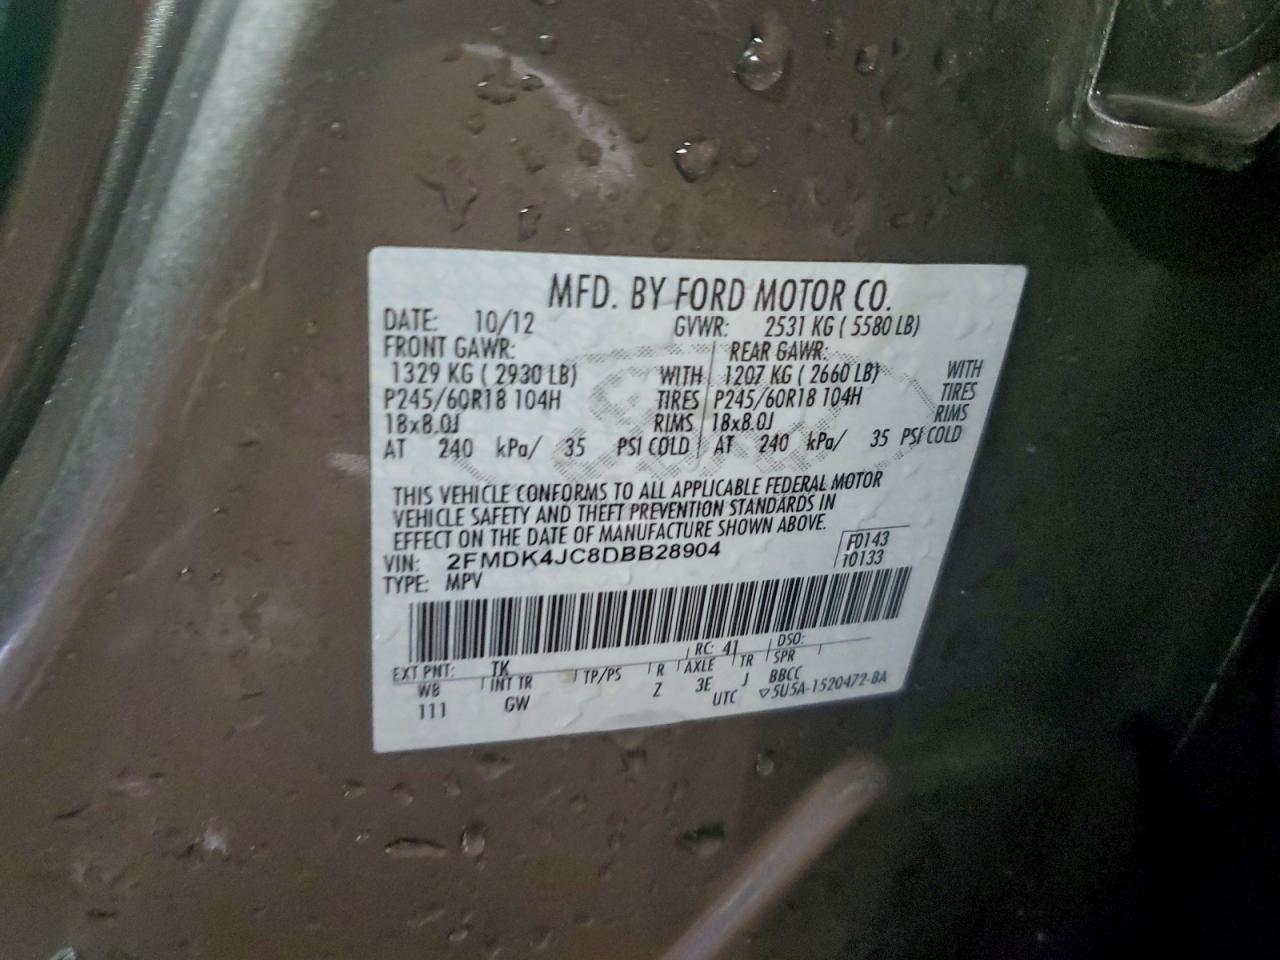 MFD. BY FORD MOTOR CO.
DATE: 10/12 GVWR: 2531 KG ( 5580 LB)
FRONT GAWR: REAR GAWR:
1329 KG ( 2930 LB) WITH 1207 KG ( 2660 LB) WITH
P245/60R18 104H TIRES P245/60R18 104H TIRES
18x8.0J RIMS 18x8.0J RIMS
AT 240 kPa/ 35 PSI COLD AT 240 kPa/ 35 PSI COLD
THIS VEHICLE CONFORMS TO ALL APPLICABLE FEDERAL MOTOR
VEHICLE SAFETY AND THEFT PREVENTION STANDARDS IN
EFFECT ON THE DATE OF MANUFACTURE SHOWN ABOVE.
VIN: 2FMDK4JC8DBB28904 F0143
TYPE: MPV 10133
RC: 41 DSO:
EXT PNT: TK
WB INT TR TP/PS R AXLE TR SPR
111 GW Z 3E J BBCC
UTC ▽5U5A-1520472-BA